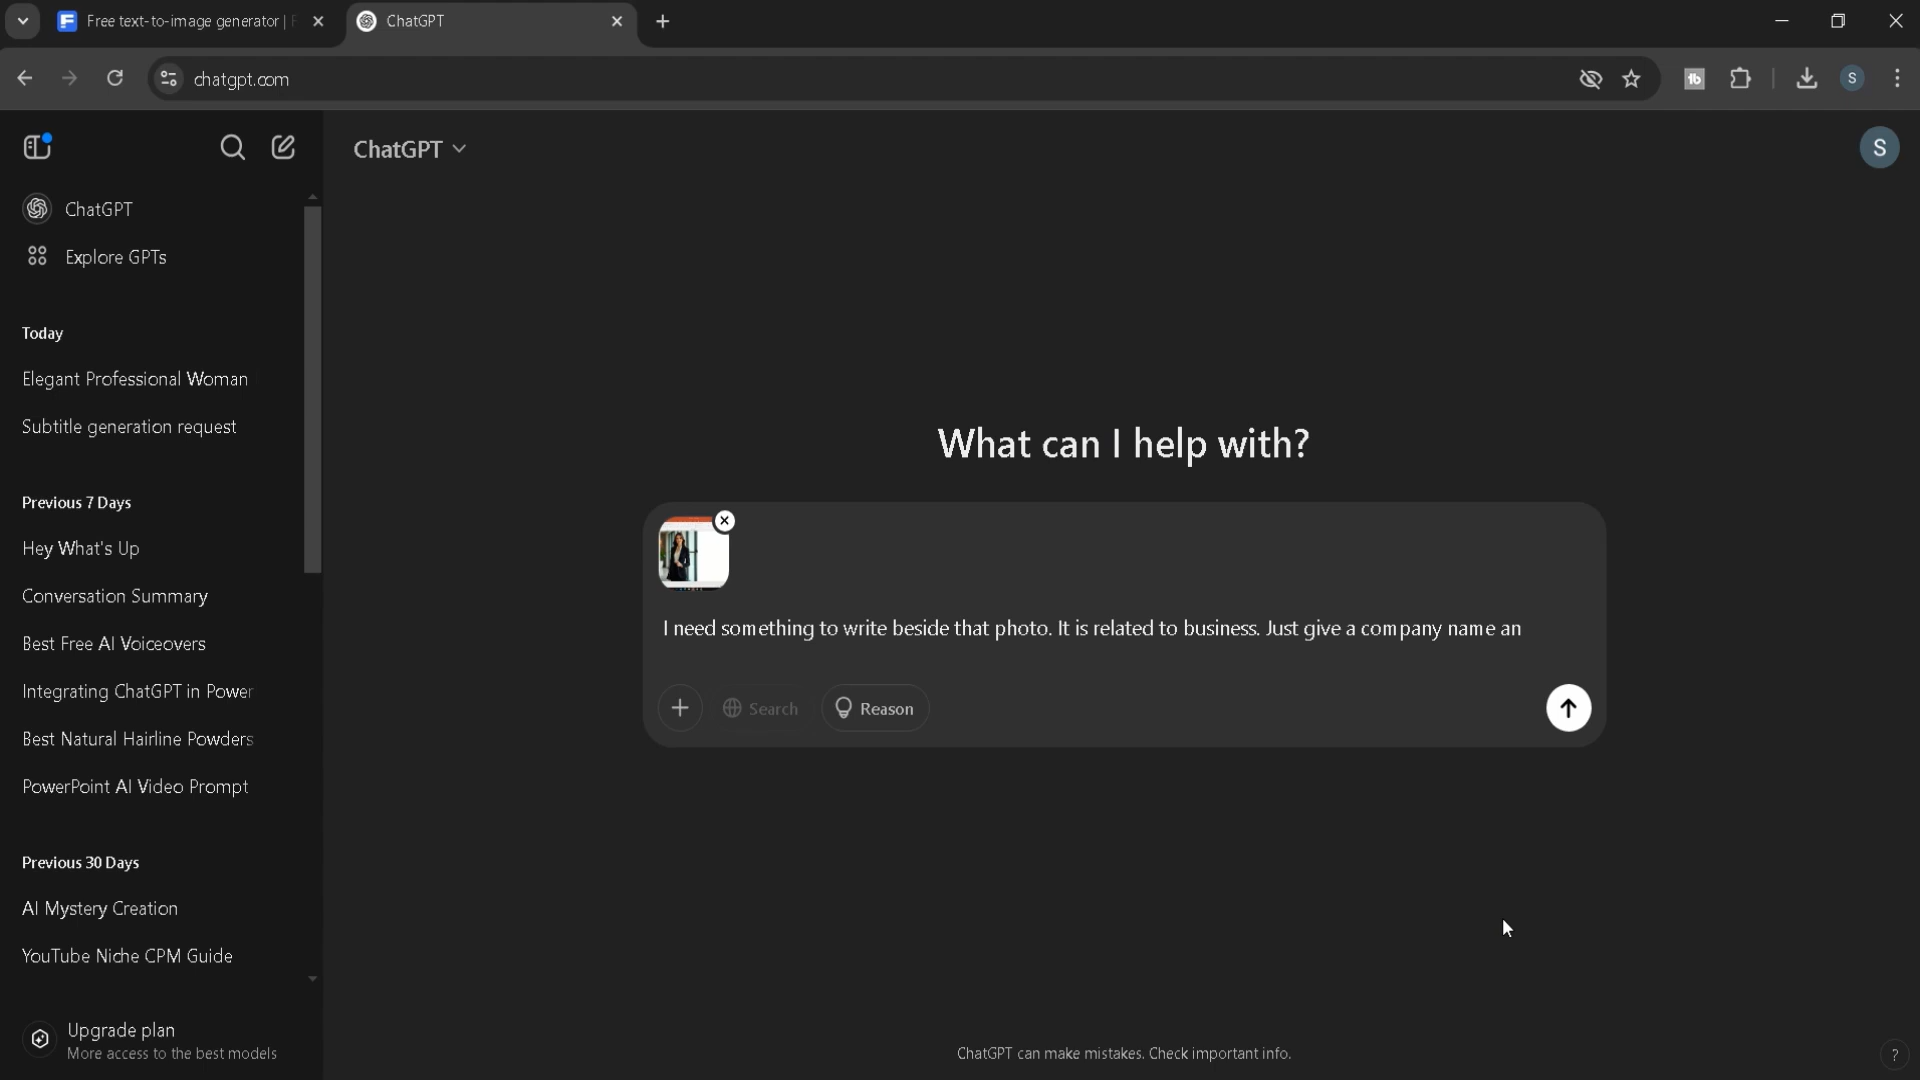 Free text-to-image generator | F
ChatGPT
chatgpt.com
S
ChatGPT
S
ChatGPT
Explore GPTs
Today
Elegant Professional Woman
Subtitle generation request
Previous 7 Days
Hey What's Up
Conversation Summary
Best Free AI Voiceovers
Integrating ChatGPT in Power
Best Natural Hairline Powders
PowerPoint AI Video Prompt
Previous 30 Days
AI Mystery Creation
YouTube Niche CPM Guide
Upgrade plan
More access to the best models
What can I help with?
I need something to write beside that photo. It is related to business. Just give a company name an
Search
Reason
ChatGPT can make mistakes. Check important info.
?